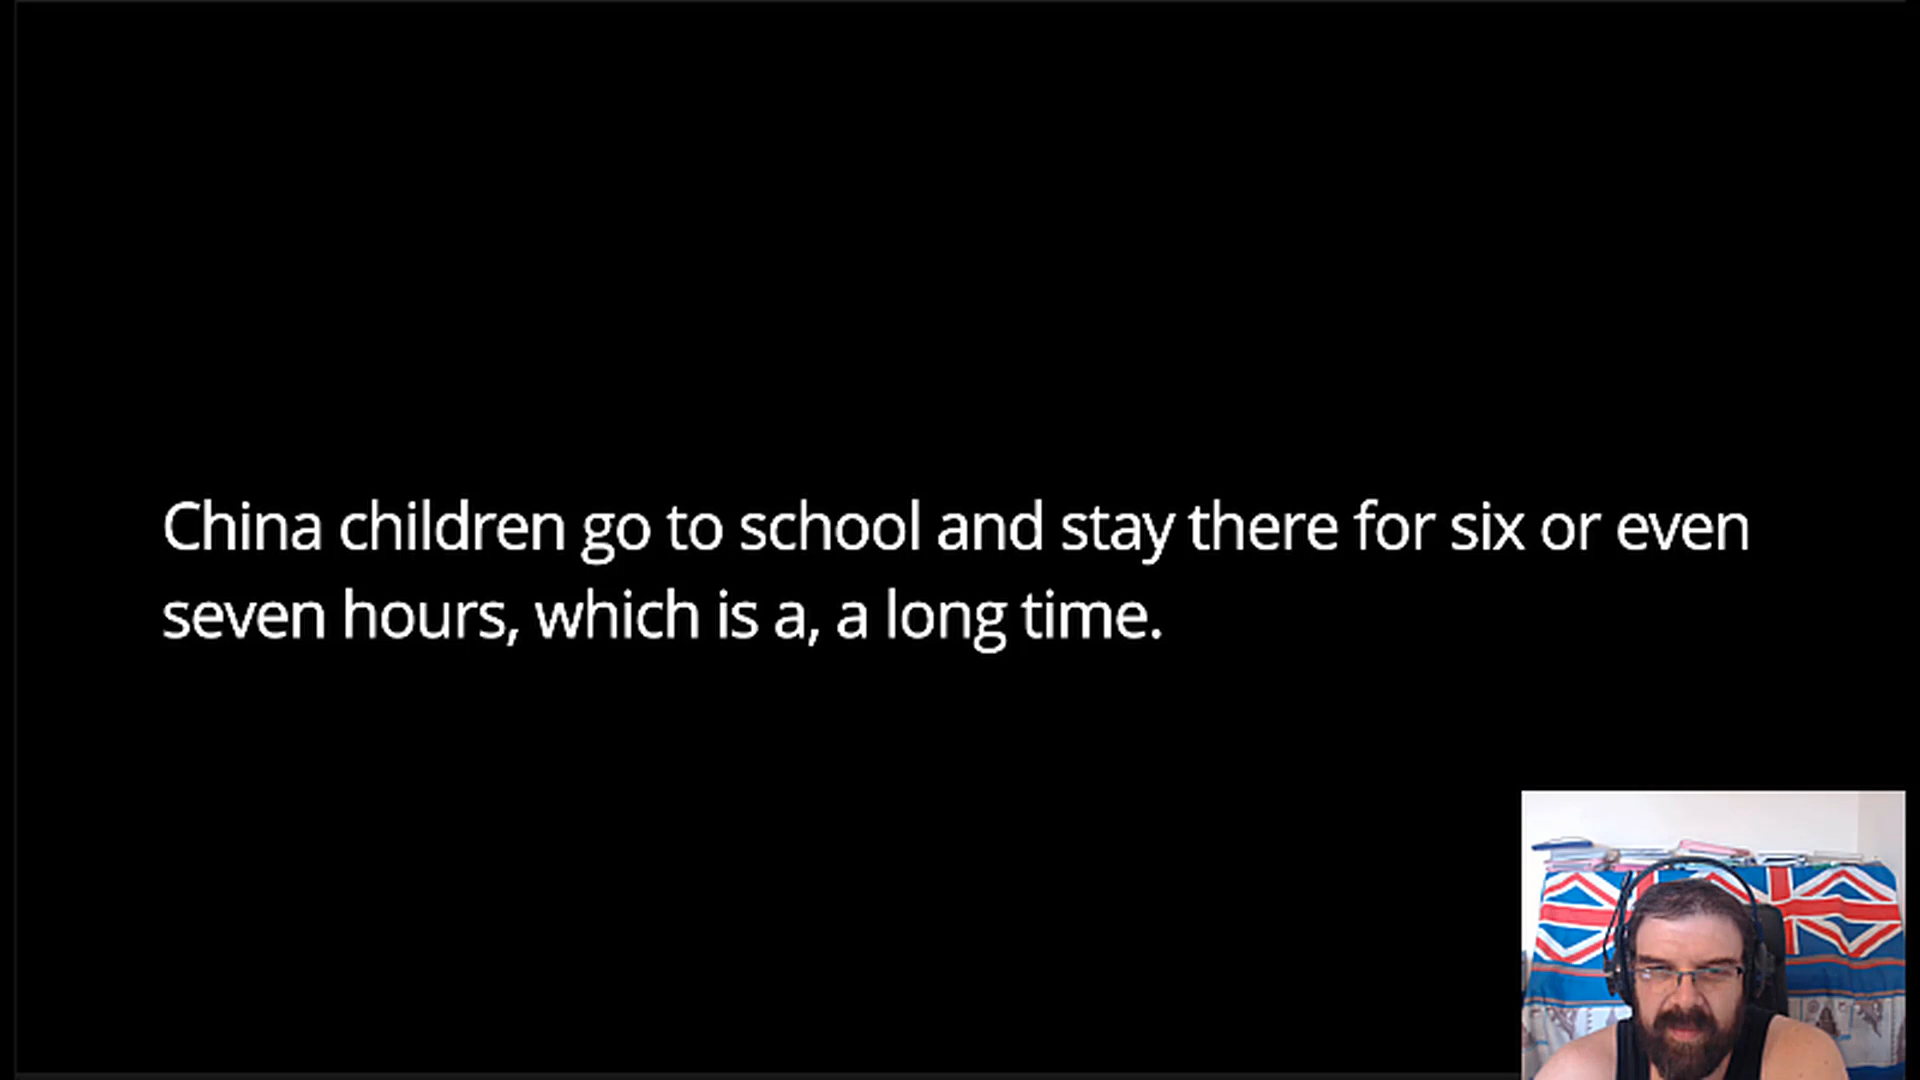 China children go to school and stay there for six or even
seven hours, which is a, a long time.